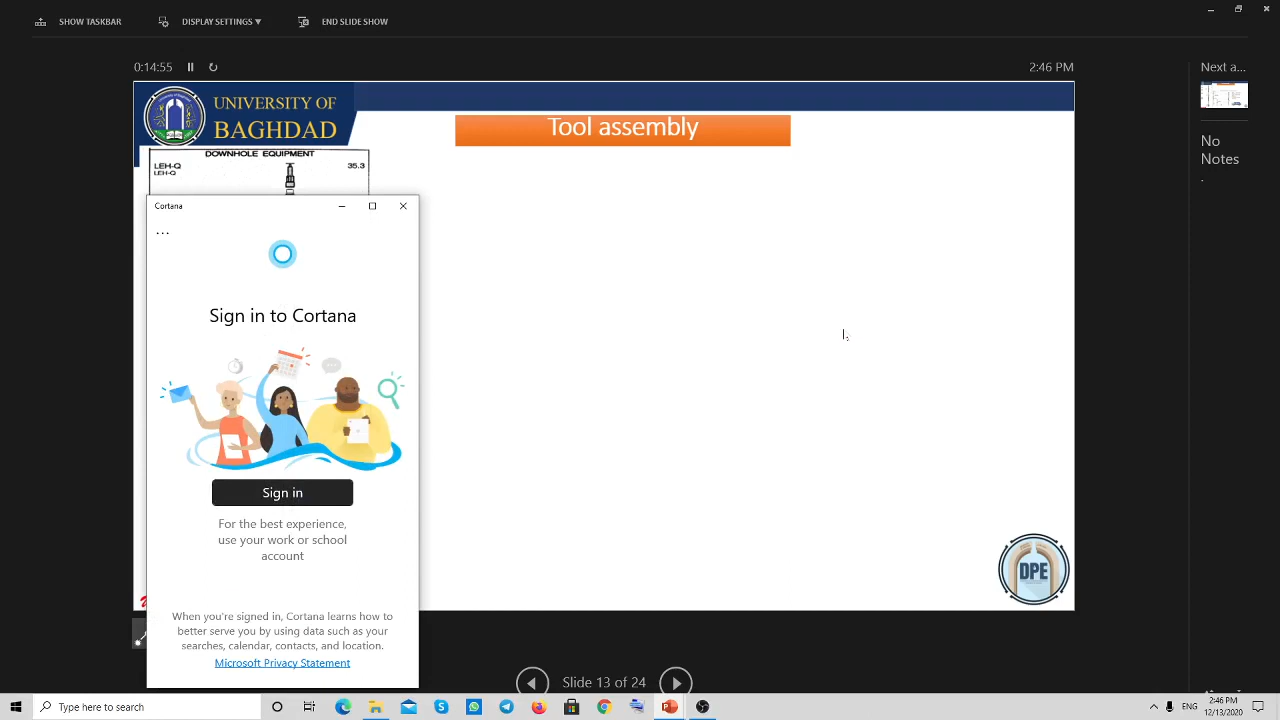 SHOW TASKBAR
DISPLAY SETTINGS ▼
END SLIDE SHOW
0:14:55
2:46 PM
Next a...
UNIVERSITY OF
BAGHDAD
Tool assembly
DOWNHOLE EQUIPMENT
LEH-Q
LEH-Q
35.3
No
Notes
.
Cortana
...
Sign in to Cortana
Sign in
For the best experience,
use your work or school
account
When you're signed in, Cortana learns how to
better serve you by using data such as your
searches, calendar, contacts, and location.
Microsoft Privacy Statement
DPE
Slide 13 of 24
Type here to search
ENG
2:46 PM
12/13/2020